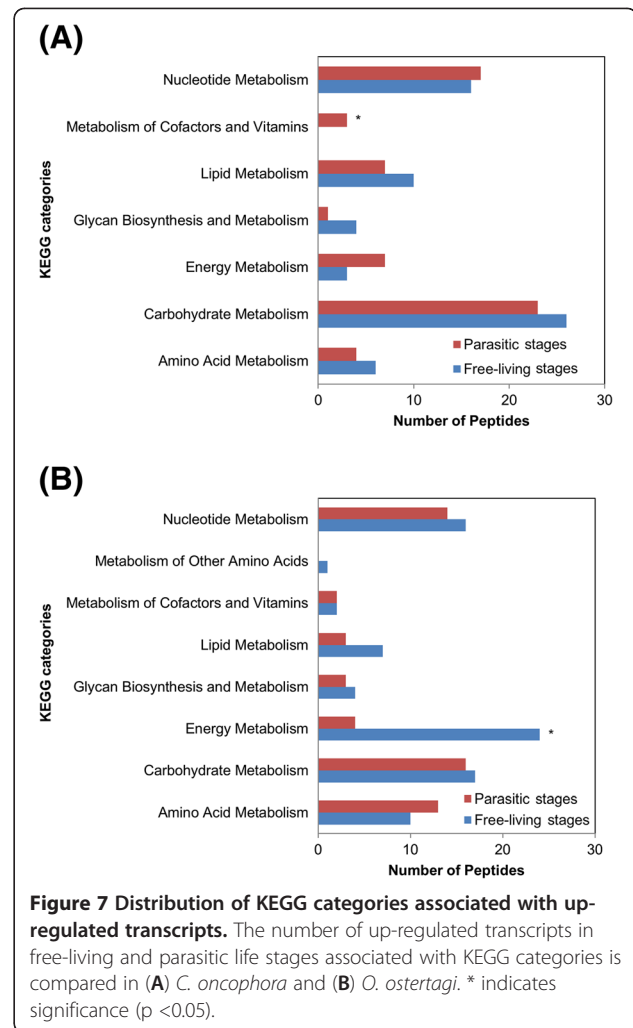 (A)
Nucleotide Metabolism
Metabolism of Cofactors and Vitamins
*
Lipid Metabolism
Glycan Biosynthesis and Metabolism
Energy Metabolism
Carbohydrate Metabolism
Amino Acid Metabolism
KEGG categories
Parasitic stages
Free-living stages
0 10 20 30
Number of Peptides
(B)
Nucleotide Metabolism
Metabolism of Other Amino Acids
Metabolism of Cofactors and Vitamins
Lipid Metabolism
Glycan Biosynthesis and Metabolism
Energy Metabolism
*
Carbohydrate Metabolism
Amino Acid Metabolism
KEGG categories
Parasitic stages
Free-living stages
0 10 20 30
Number of Peptides
Figure 7 Distribution of KEGG categories associated with up-
regulated transcripts. The number of up-regulated transcripts in
free-living and parasitic life stages associated with KEGG categories is
compared in (A) C. oncophora and (B) O. ostertagi. * indicates
significance (p <0.05).